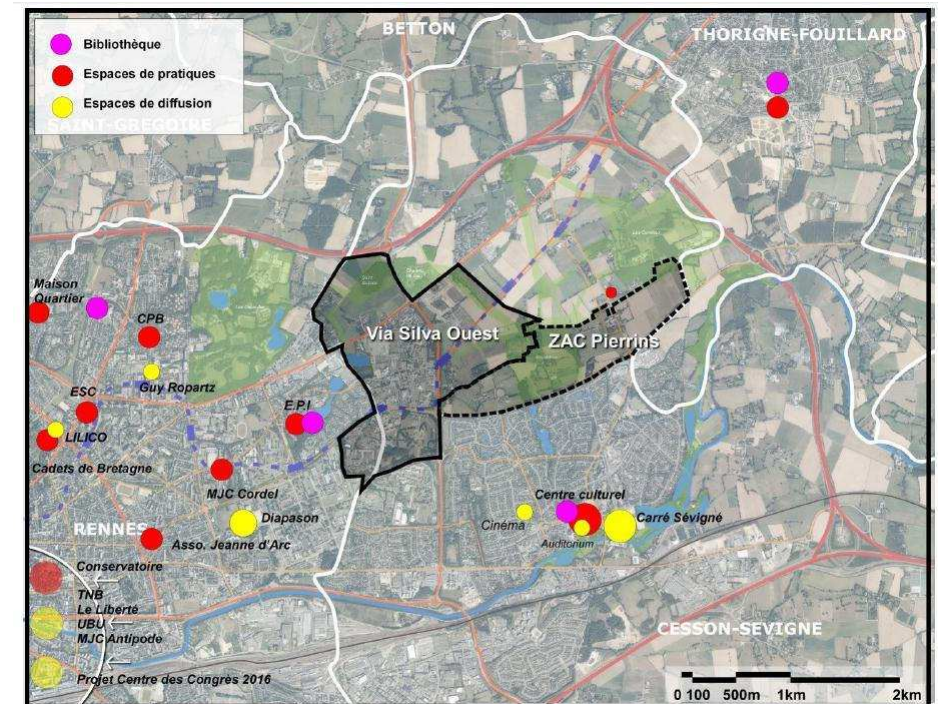 BETTON
THORIGNE-FOUILLARD
Bibliothèque
Espaces de pratiques
Espaces de diffusion
SAINT-GREGOIRE
Maison
Quartier
CPB
Via Silva Ouest
ZAC Pierrins
Guy Ropartz
ESC
E.P.I
LILICO
Cadets de Bretagne
MJC Cordel
Centre culturel
Diapason
Carré Sévigné
Cinéma
RENNES
Asso. Jeanne d'Arc
Auditorium
Conservatoire
TNB
Le Liberté
UBU
MJC Antipode
CESSON-SEVIGNE
Projet Centre des Congrès 2016
0 100 500m 1km 2km